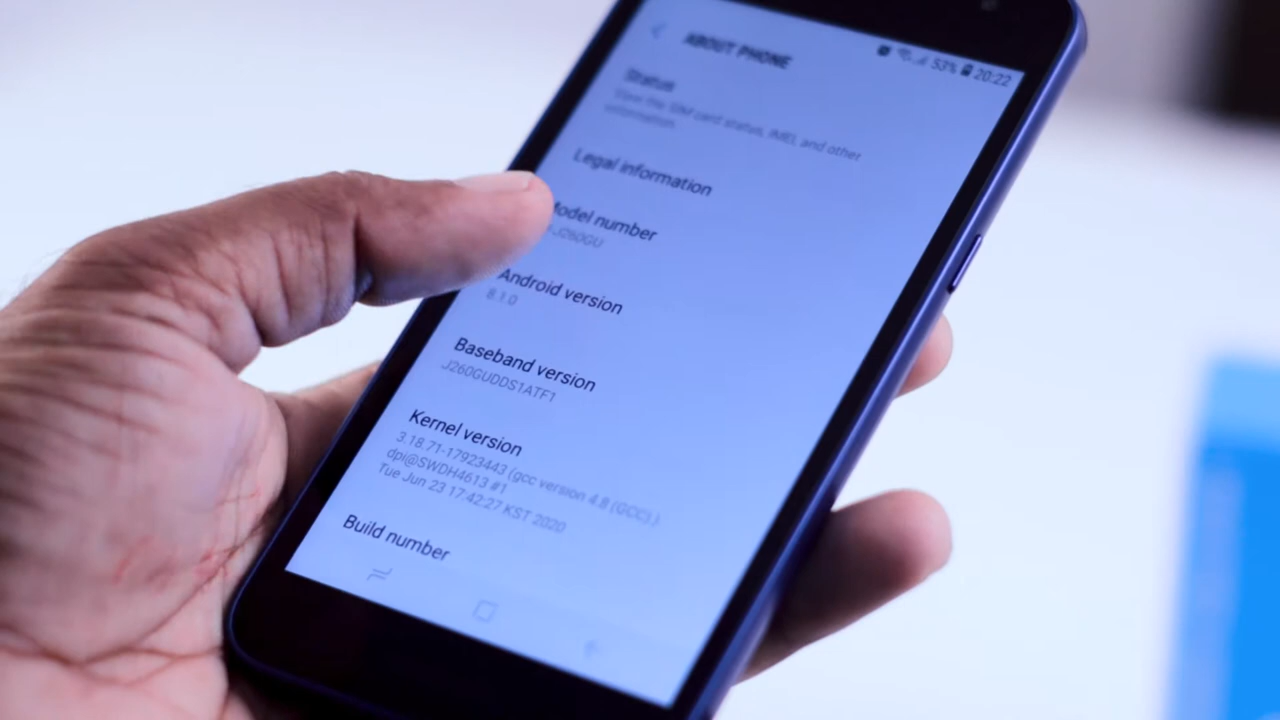 ABOUT PHONE
53% 20:22
Status
View the SIM card status, IMEI, and other
information.
Legal information
Model number
-J260GU
Android version
8.1.0
Baseband version
J260GUDDS1ATF1
Kernel version
3.18.71-17923443 (gcc version 4.8 (GCC) )
dpi@SWDH4613 #1
Tue Jun 23 17:42:27 KST 2020
Build number